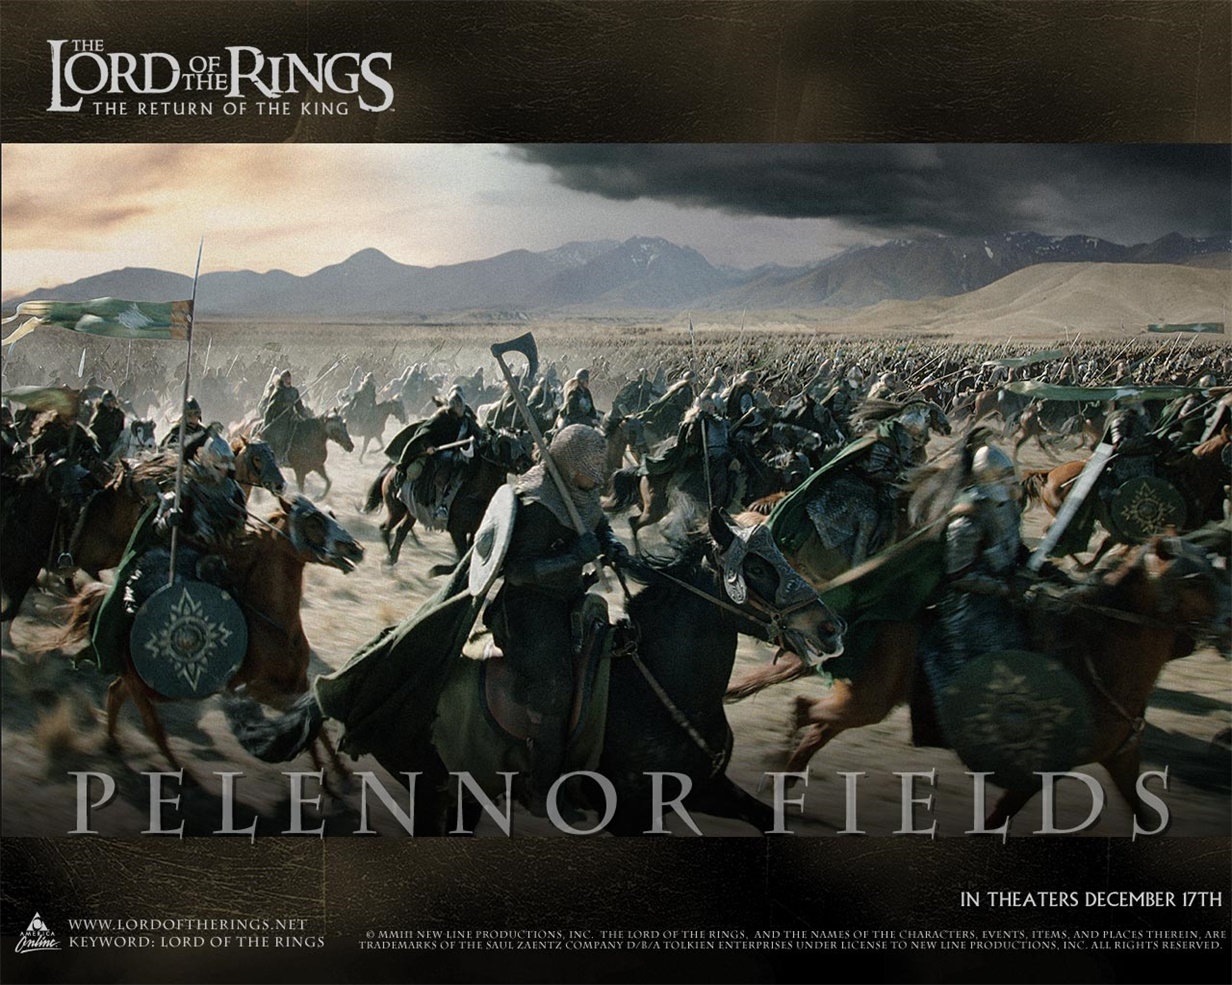 THE LORD OF THE RINGS
THE RETURN OF THE KING
PELENNOR FIELDS
IN THEATERS DECEMBER 17TH
AMERICA Online
WWW.LORDOFTHERINGS.NET
KEYWORD: LORD OF THE RINGS
© MMIII NEW LINE PRODUCTIONS, INC. THE LORD OF THE RINGS, AND THE NAMES OF THE CHARACTERS, EVENTS, ITEMS, AND PLACES THEREIN, ARE
TRADEMARKS OF THE SAUL ZAENTZ COMPANY D/B/A TOLKIEN ENTERPRISES UNDER LICENSE TO NEW LINE PRODUCTIONS, INC. ALL RIGHTS RESERVED.